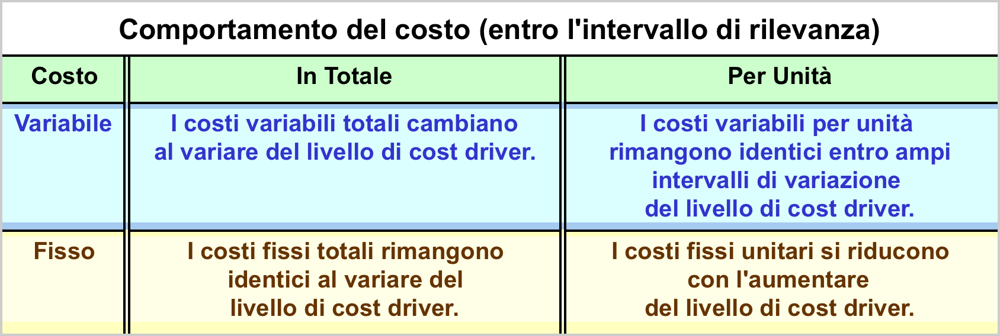 Comportamento del costo (entro l'intervallo di rilevanza)
Costo
In Totale
Per Unità
Variabile
I costi variabili totali cambiano
al variare del livello di cost driver.
I costi variabili per unità
rimangono identici entro ampi
intervalli di variazione
del livello di cost driver.
Fisso
I costi fissi totali rimangono
identici al variare del
livello di cost driver.
I costi fissi unitari si riducono
con l'aumentare
del livello di cost driver.